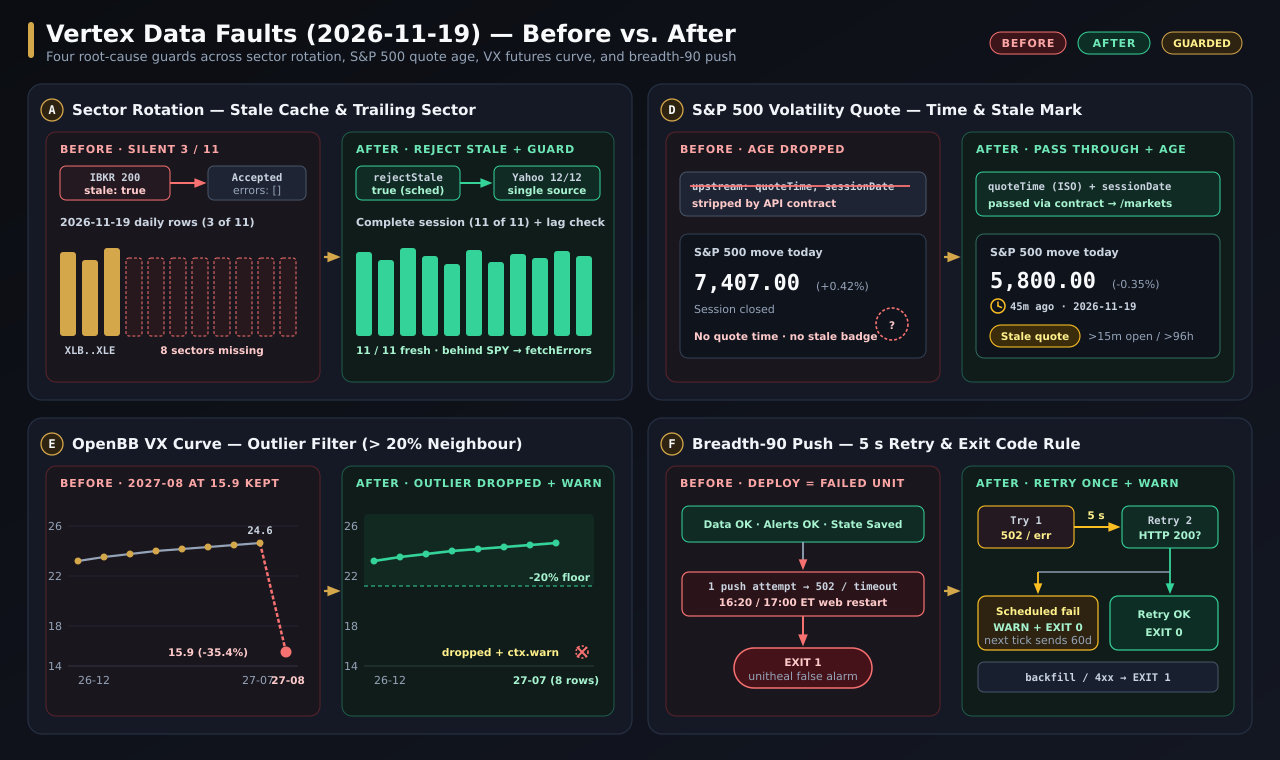 Vertex Data Faults (2026-11-19) — Before vs. After
Four root-cause guards across sector rotation, S&P 500 quote age, VX futures curve, and breadth-90 push
BEFORE
AFTER
GUARDED
A
Sector Rotation — Stale Cache & Trailing Sector
BEFORE · SILENT 3 / 11
IBKR 200
stale: true
Accepted
errors: []
2026-11-19 daily rows (3 of 11)
XLB..XLE
8 sectors missing
AFTER · REJECT STALE + GUARD
rejectStale
true (sched)
Yahoo 12/12
single source
Complete session (11 of 11) + lag check
11 / 11 fresh · behind SPY → fetchErrors
D
S&P 500 Volatility Quote — Time & Stale Mark
BEFORE · AGE DROPPED
upstream: quoteTime, sessionDate
stripped by API contract
S&P 500 move today
7,407.00
(+0.42%)
Session closed
No quote time · no stale badge
?
AFTER · PASS THROUGH + AGE
quoteTime (ISO) + sessionDate
passed via contract → /markets
S&P 500 move today
5,800.00
(-0.35%)
45m ago · 2026-11-19
Stale quote
>15m open / >96h
E
OpenBB VX Curve — Outlier Filter (> 20% Neighbour)
BEFORE · 2027-08 AT 15.9 KEPT
26
22
18
14
24.6
15.9 (-35.4%)
26-12
27-07
27-08
AFTER · OUTLIER DROPPED + WARN
26
22
18
14
-20% floor
dropped + ctx.warn
26-12
27-07 (8 rows)
F
Breadth-90 Push — 5 s Retry & Exit Code Rule
BEFORE · DEPLOY = FAILED UNIT
Data OK · Alerts OK · State Saved
1 push attempt → 502 / timeout
16:20 / 17:00 ET web restart
EXIT 1
unitheal false alarm
AFTER · RETRY ONCE + WARN
Try 1
502 / err
5 s
Retry 2
HTTP 200?
Scheduled fail
WARN + EXIT 0
next tick sends 60d
Retry OK
EXIT 0
backfill / 4xx → EXIT 1